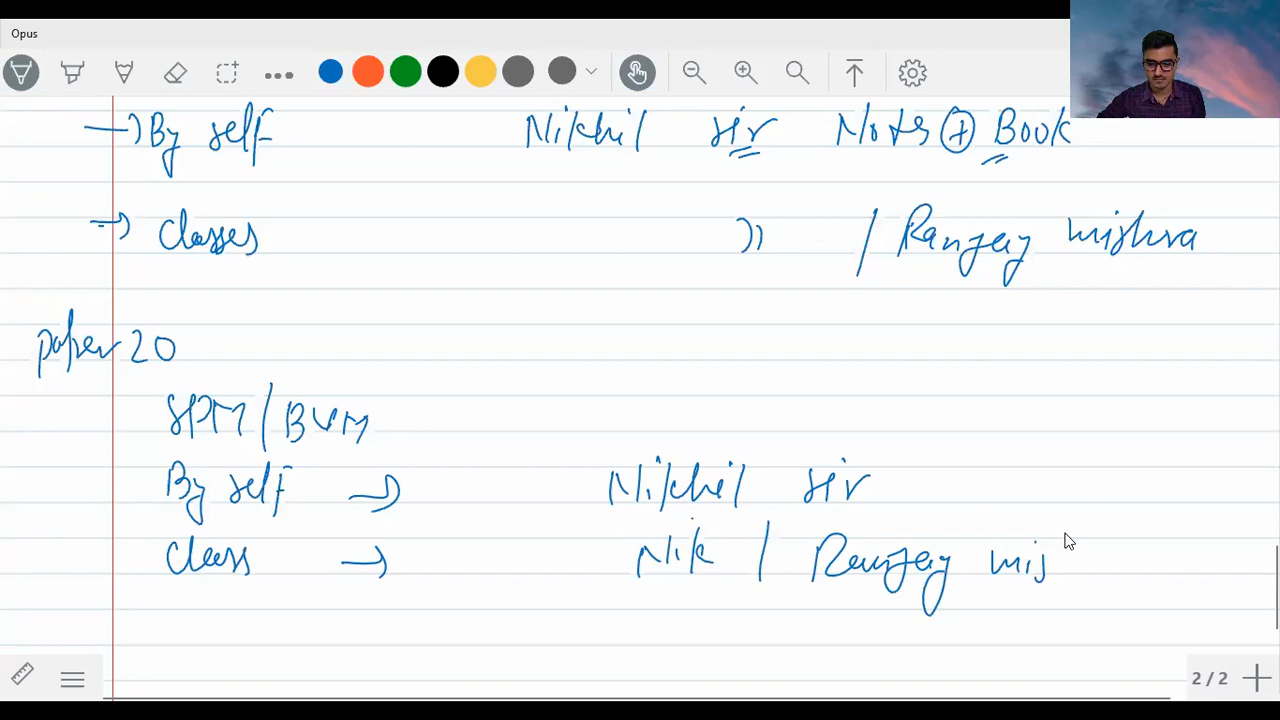 Opus
→ By self Nikhil sir Notes + Book
→ Classes " / Ranjay mishra
paper 20
SPM / BVM
By self → Nikhil sir
Class → Nik / Ranjay mis
2 / 2